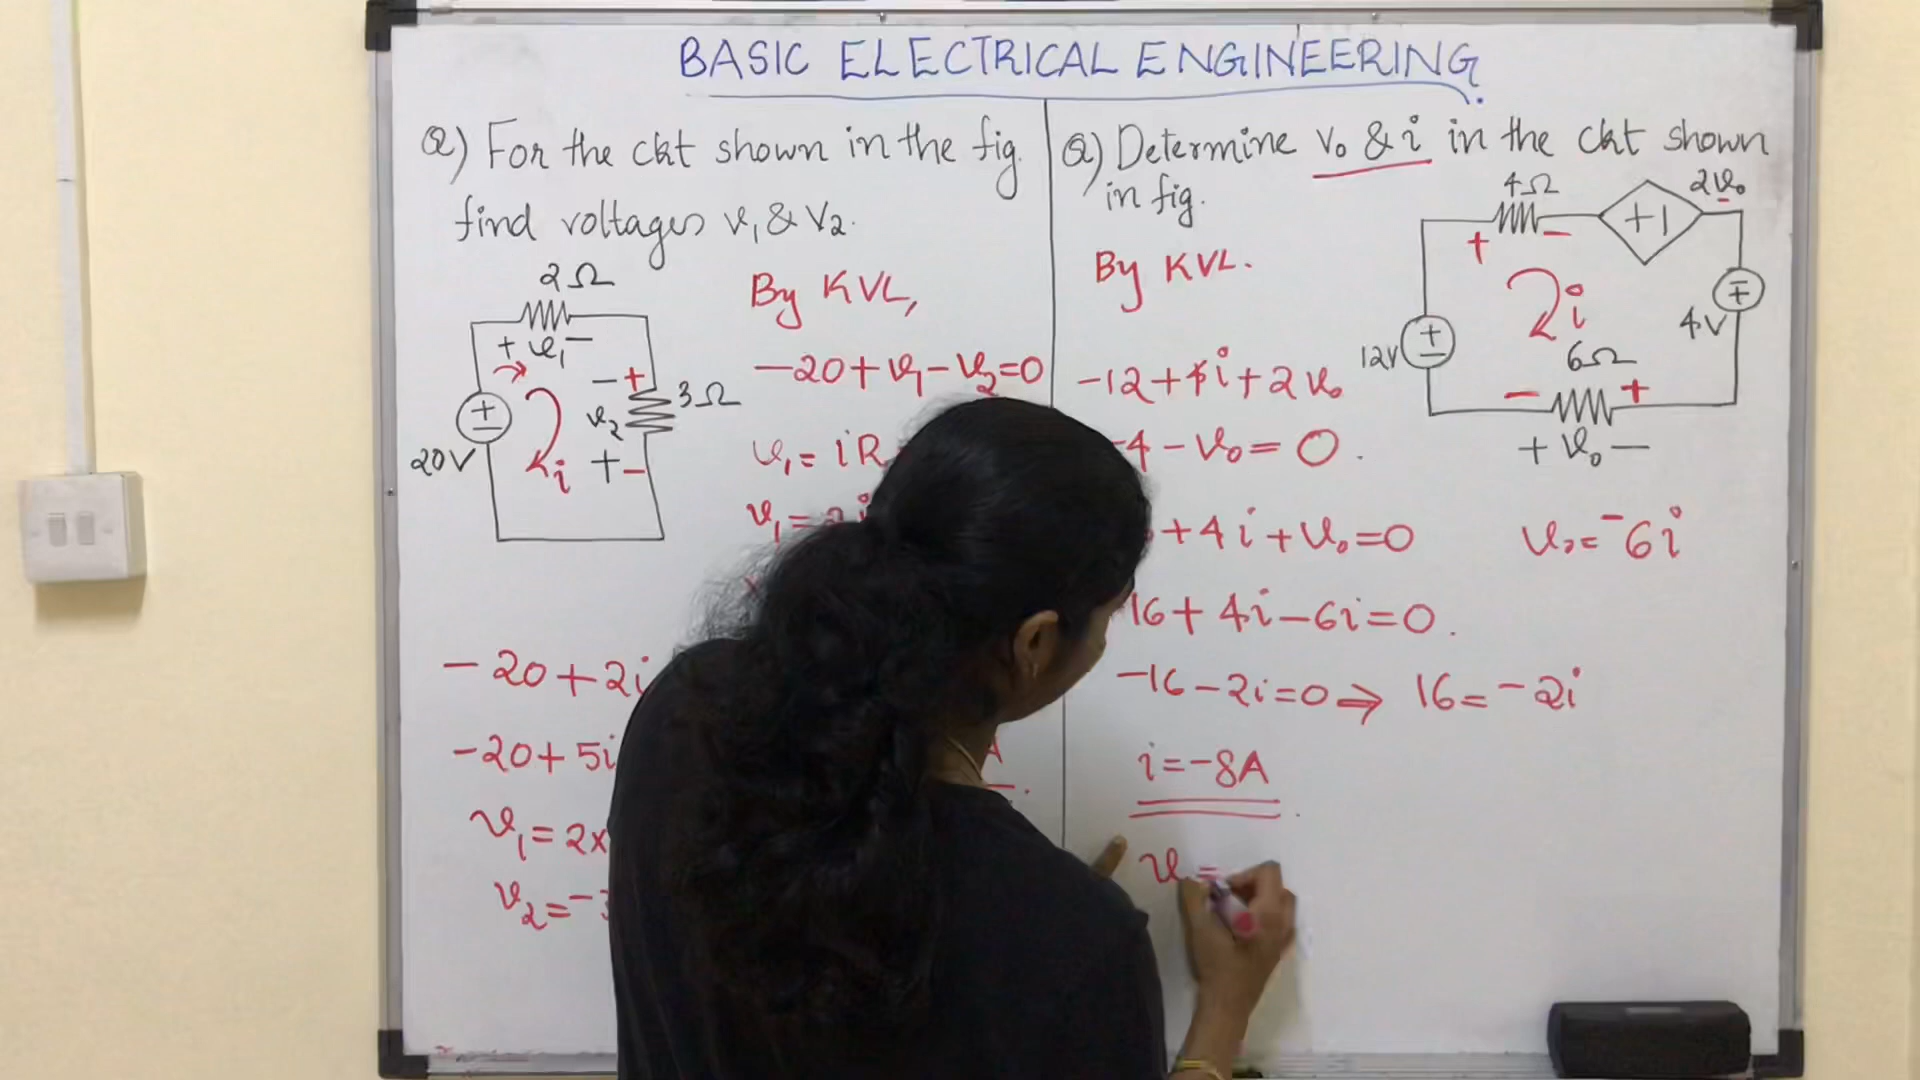 BASIC ELECTRICAL ENGINEERING
Q) For the ckt shown in the fig
find voltages v₁ & V₂.
2Ω
+ v₁ −
− +
3Ω
v₂
+ −
+
−
20V
i
By KVL,
−20+v₁−v₂=0
v₁=iR
v₁=
−20+2i
−20+5i
A
v₁=2×
v₂=−3
Q) Determine v₀ & i in the ckt shown
in fig.
4Ω
2v₀
+ −
+ −
i
12V
+
−
4V
6Ω
− +
+ v₀ −
By KVL.
−12+4i+2v₀
−4−v₀=0.
+4i+v₀=0
v₀=−6i
16+4i−6i=0.
−16−2i=0⇒ 16=−2i
i=−8A
v =